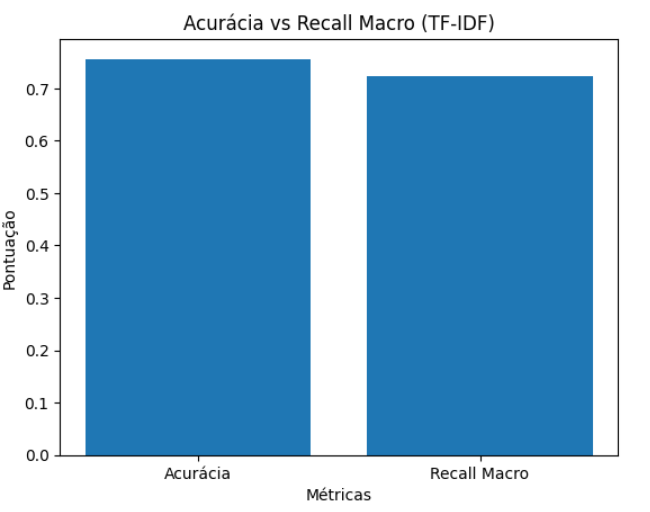 Acurácia vs Recall Macro (TF-IDF)
Pontuação
0.7
0.6
0.5
0.4
0.3
0.2
0.1
0.0
Acurácia
Recall Macro
Métricas